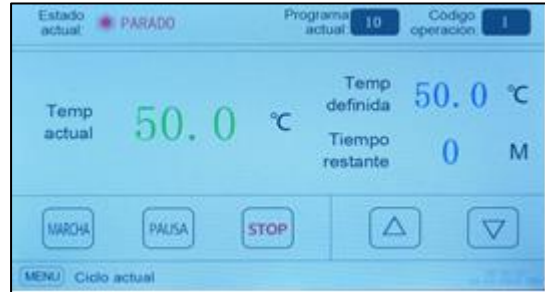 Estado
actual:
PARADO
Programa
actual:
10
Código
operación:
1
Temp
actual
50. 0
℃
Temp
definida
50. 0 ℃
Tiempo
restante
0 M
MARCHA
PAUSA
STOP
MENU Ciclo actual